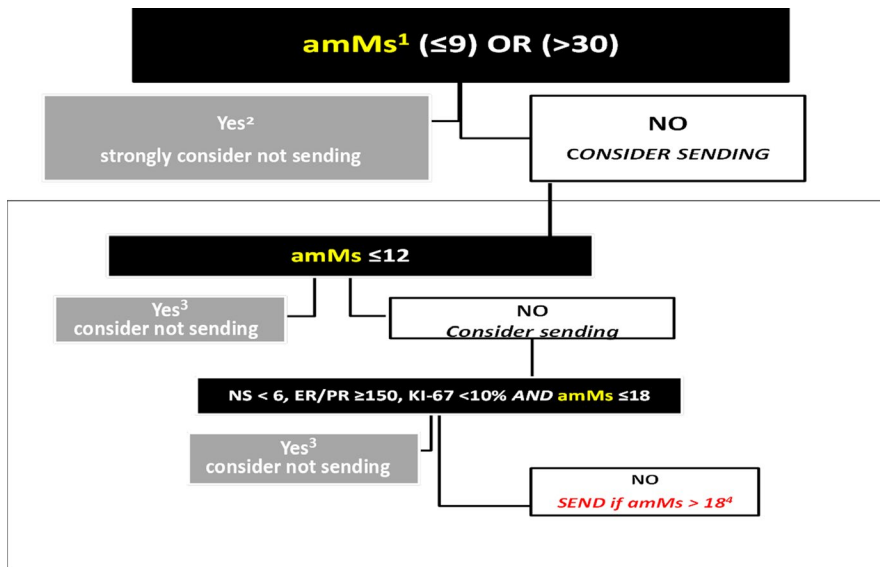 amMs¹ (≤9) OR (>30)
Yes²
strongly consider not sending
NO
CONSIDER SENDING
amMs ≤12
Yes³
consider not sending
NO
Consider sending
NS < 6, ER/PR ≥150, KI-67 <10% AND amMs ≤18
Yes³
consider not sending
NO
SEND if amMs > 18⁴